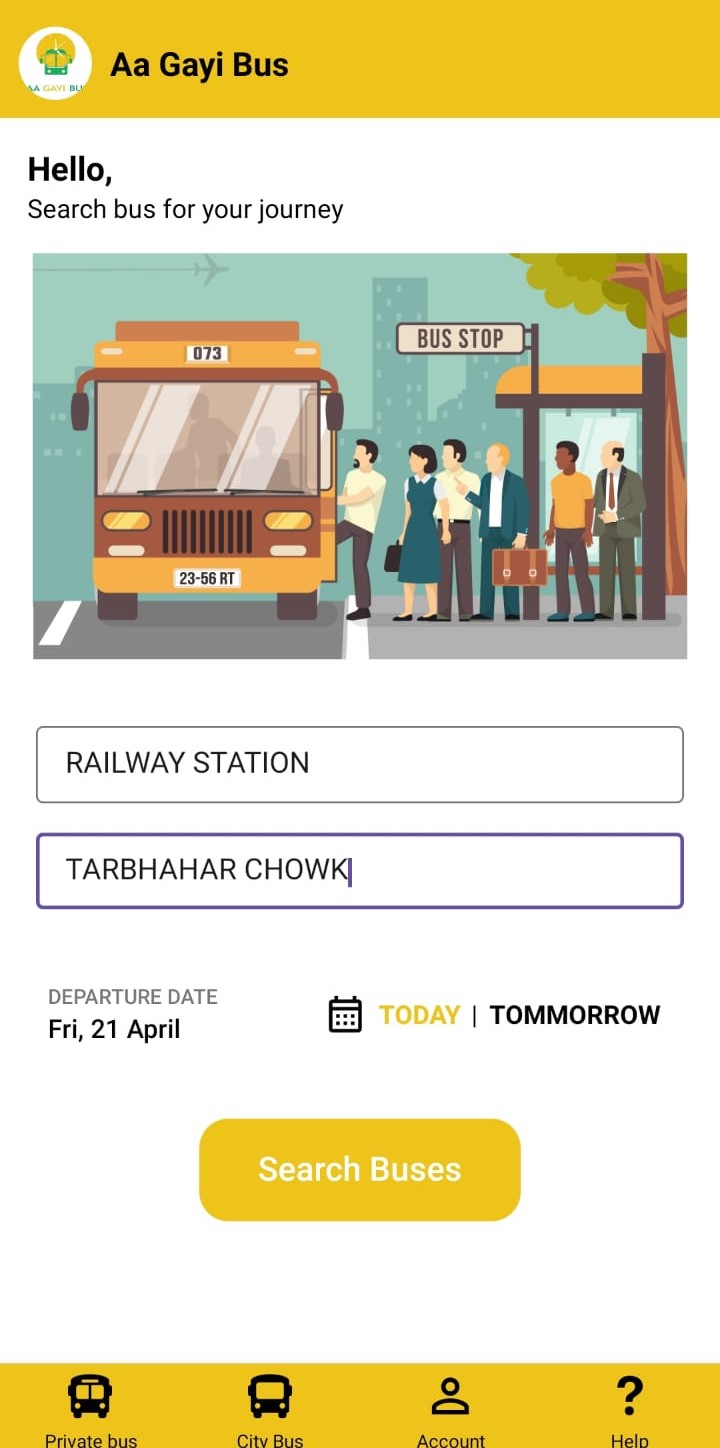 AA GAYI BU
Aa Gayi Bus
Hello,
Search bus for your journey
073
BUS STOP
23-56 RT
RAILWAY STATION
TARBHAHAR CHOWK
DEPARTURE DATE
Fri, 21 April
TODAY | TOMMORROW
Search Buses
Private bus
City Bus
Account
Help